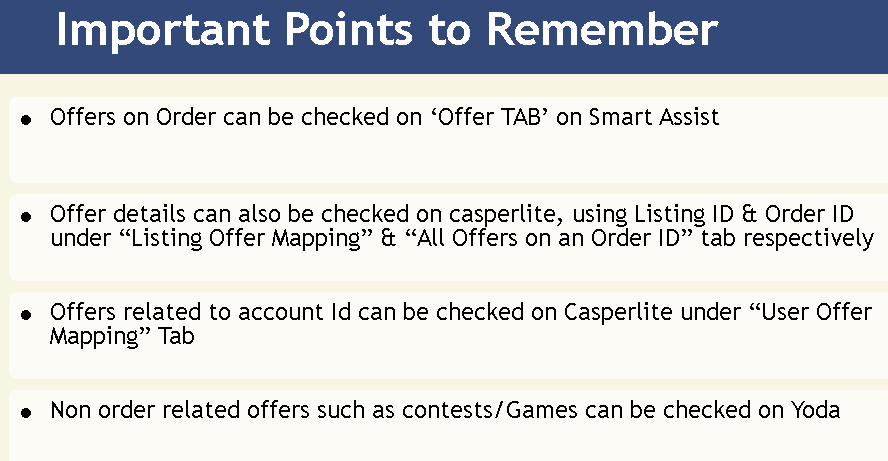 Important Points to Remember
● Offers on Order can be checked on ‘Offer TAB’ on Smart Assist
● Offer details can also be checked on casperlite, using Listing ID & Order ID
under “Listing Offer Mapping” & “All Offers on an Order ID” tab respectively
● Offers related to account Id can be checked on Casperlite under “User Offer
Mapping” Tab
● Non order related offers such as contests/Games can be checked on Yoda